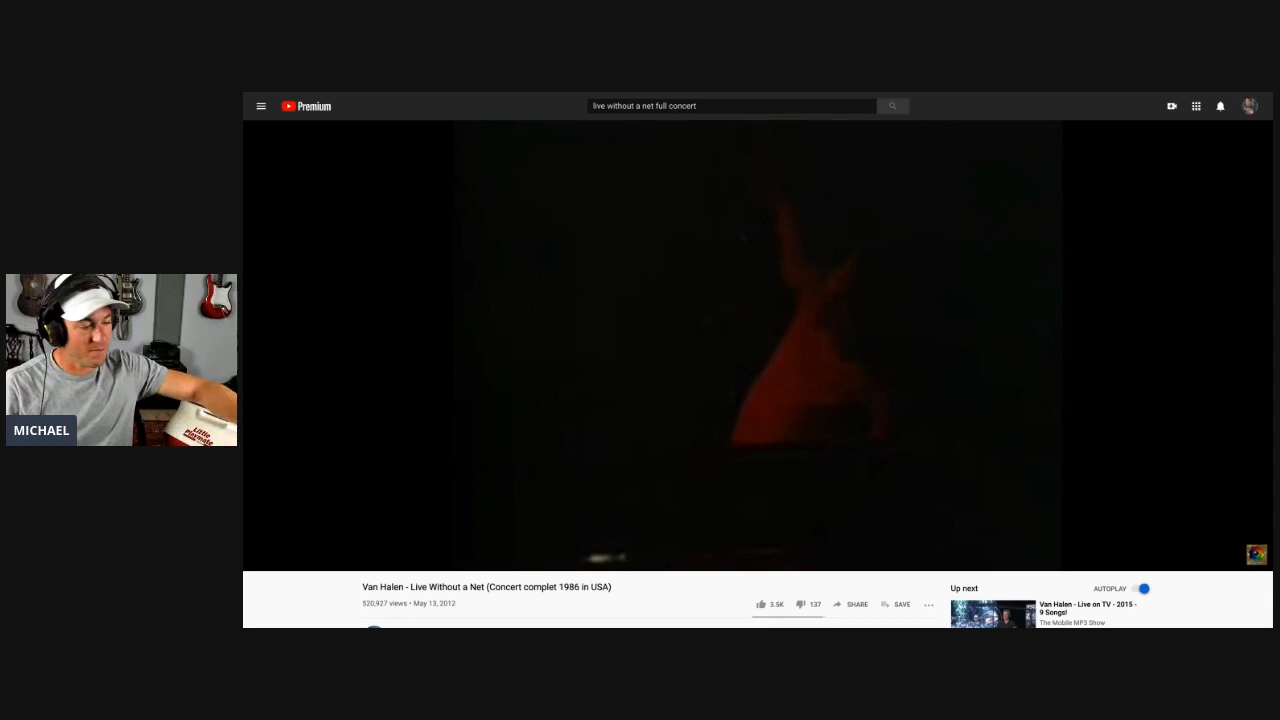 Premium
live without a net full concert
Little
playmate
MICHAEL
Van Halen - Live Without a Net (Concert complet 1986 in USA)
520,927 views • May 13, 2012
3.5K
137
SHARE
SAVE
Up next
AUTOPLAY
Van Halen - Live on TV - 2015 -
9 Songs!
The Mobile MP3 Show